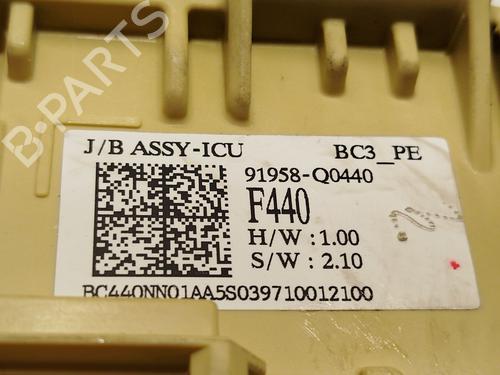 B-PARTS
J/B ASSY-ICU BC3_PE
91958-Q0440
F440
H/W : 1.00
S/W : 2.10
BC440NN01AA5S039710012100